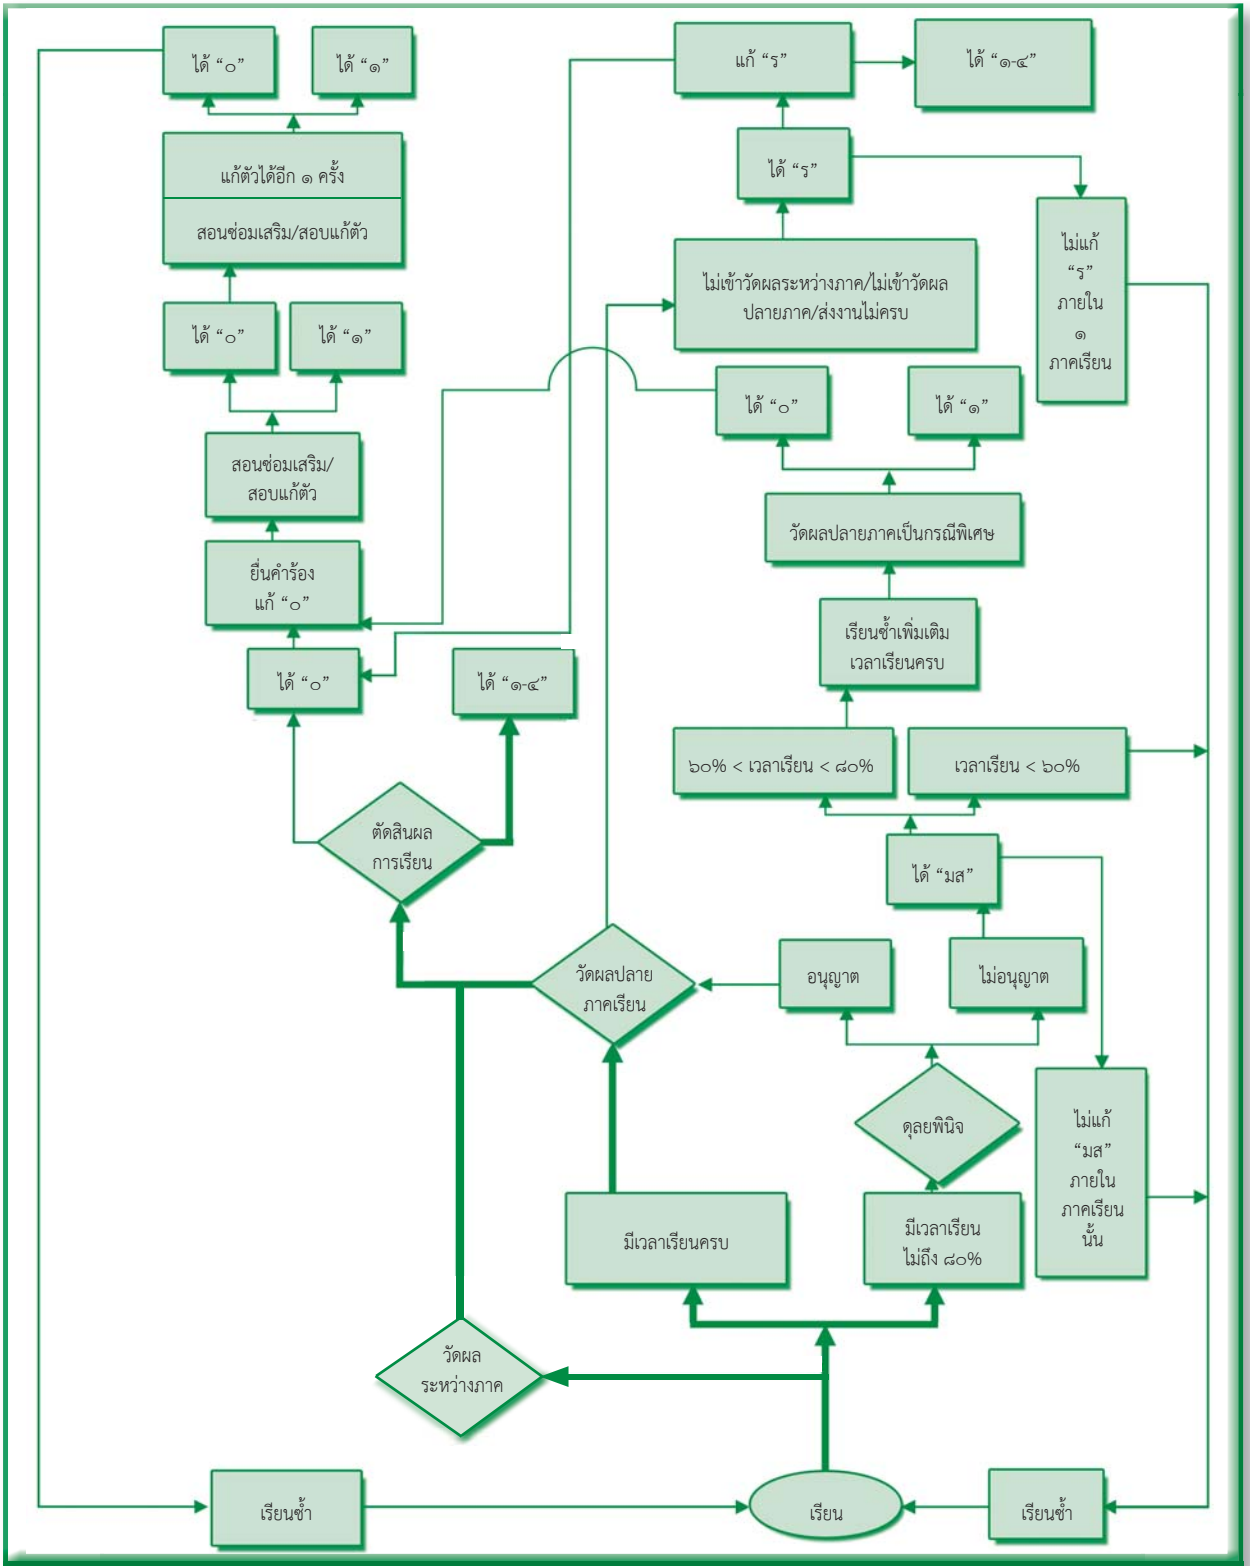 ได้ “๐”
ได้ “๑”
แก้ “ร”
ได้ “๑-๔”
แก้ตัวได้อีก ๑ ครั้ง
สอนซ่อมเสริม/สอบแก้ตัว
ได้ “ร”
ไม่แก้
“ร”
ภายใน
๑
ภาคเรียน
ไม่เข้าวัดผลระหว่างภาค/ไม่เข้าวัดผล
ปลายภาค/ส่งงานไม่ครบ
ได้ “๐”
ได้ “๑”
ได้ “๐”
ได้ “๑”
สอนซ่อมเสริม/
สอบแก้ตัว
วัดผลปลายภาคเป็นกรณีพิเศษ
ยื่นคำร้อง
แก้ “๐”
เรียนซ้ำเพิ่มเติม
เวลาเรียนครบ
ได้ “๐”
ได้ “๑-๔”
๖๐% < เวลาเรียน < ๘๐%
เวลาเรียน < ๖๐%
ตัดสินผล
การเรียน
ได้ “มส”
วัดผลปลาย
ภาคเรียน
อนุญาต
ไม่อนุญาต
ดุลยพินิจ
ไม่แก้
“มส”
ภายใน
ภาคเรียน
นั้น
มีเวลาเรียนครบ
มีเวลาเรียน
ไม่ถึง ๘๐%
วัดผล
ระหว่างภาค
เรียนซ้ำ
เรียน
เรียนซ้ำ